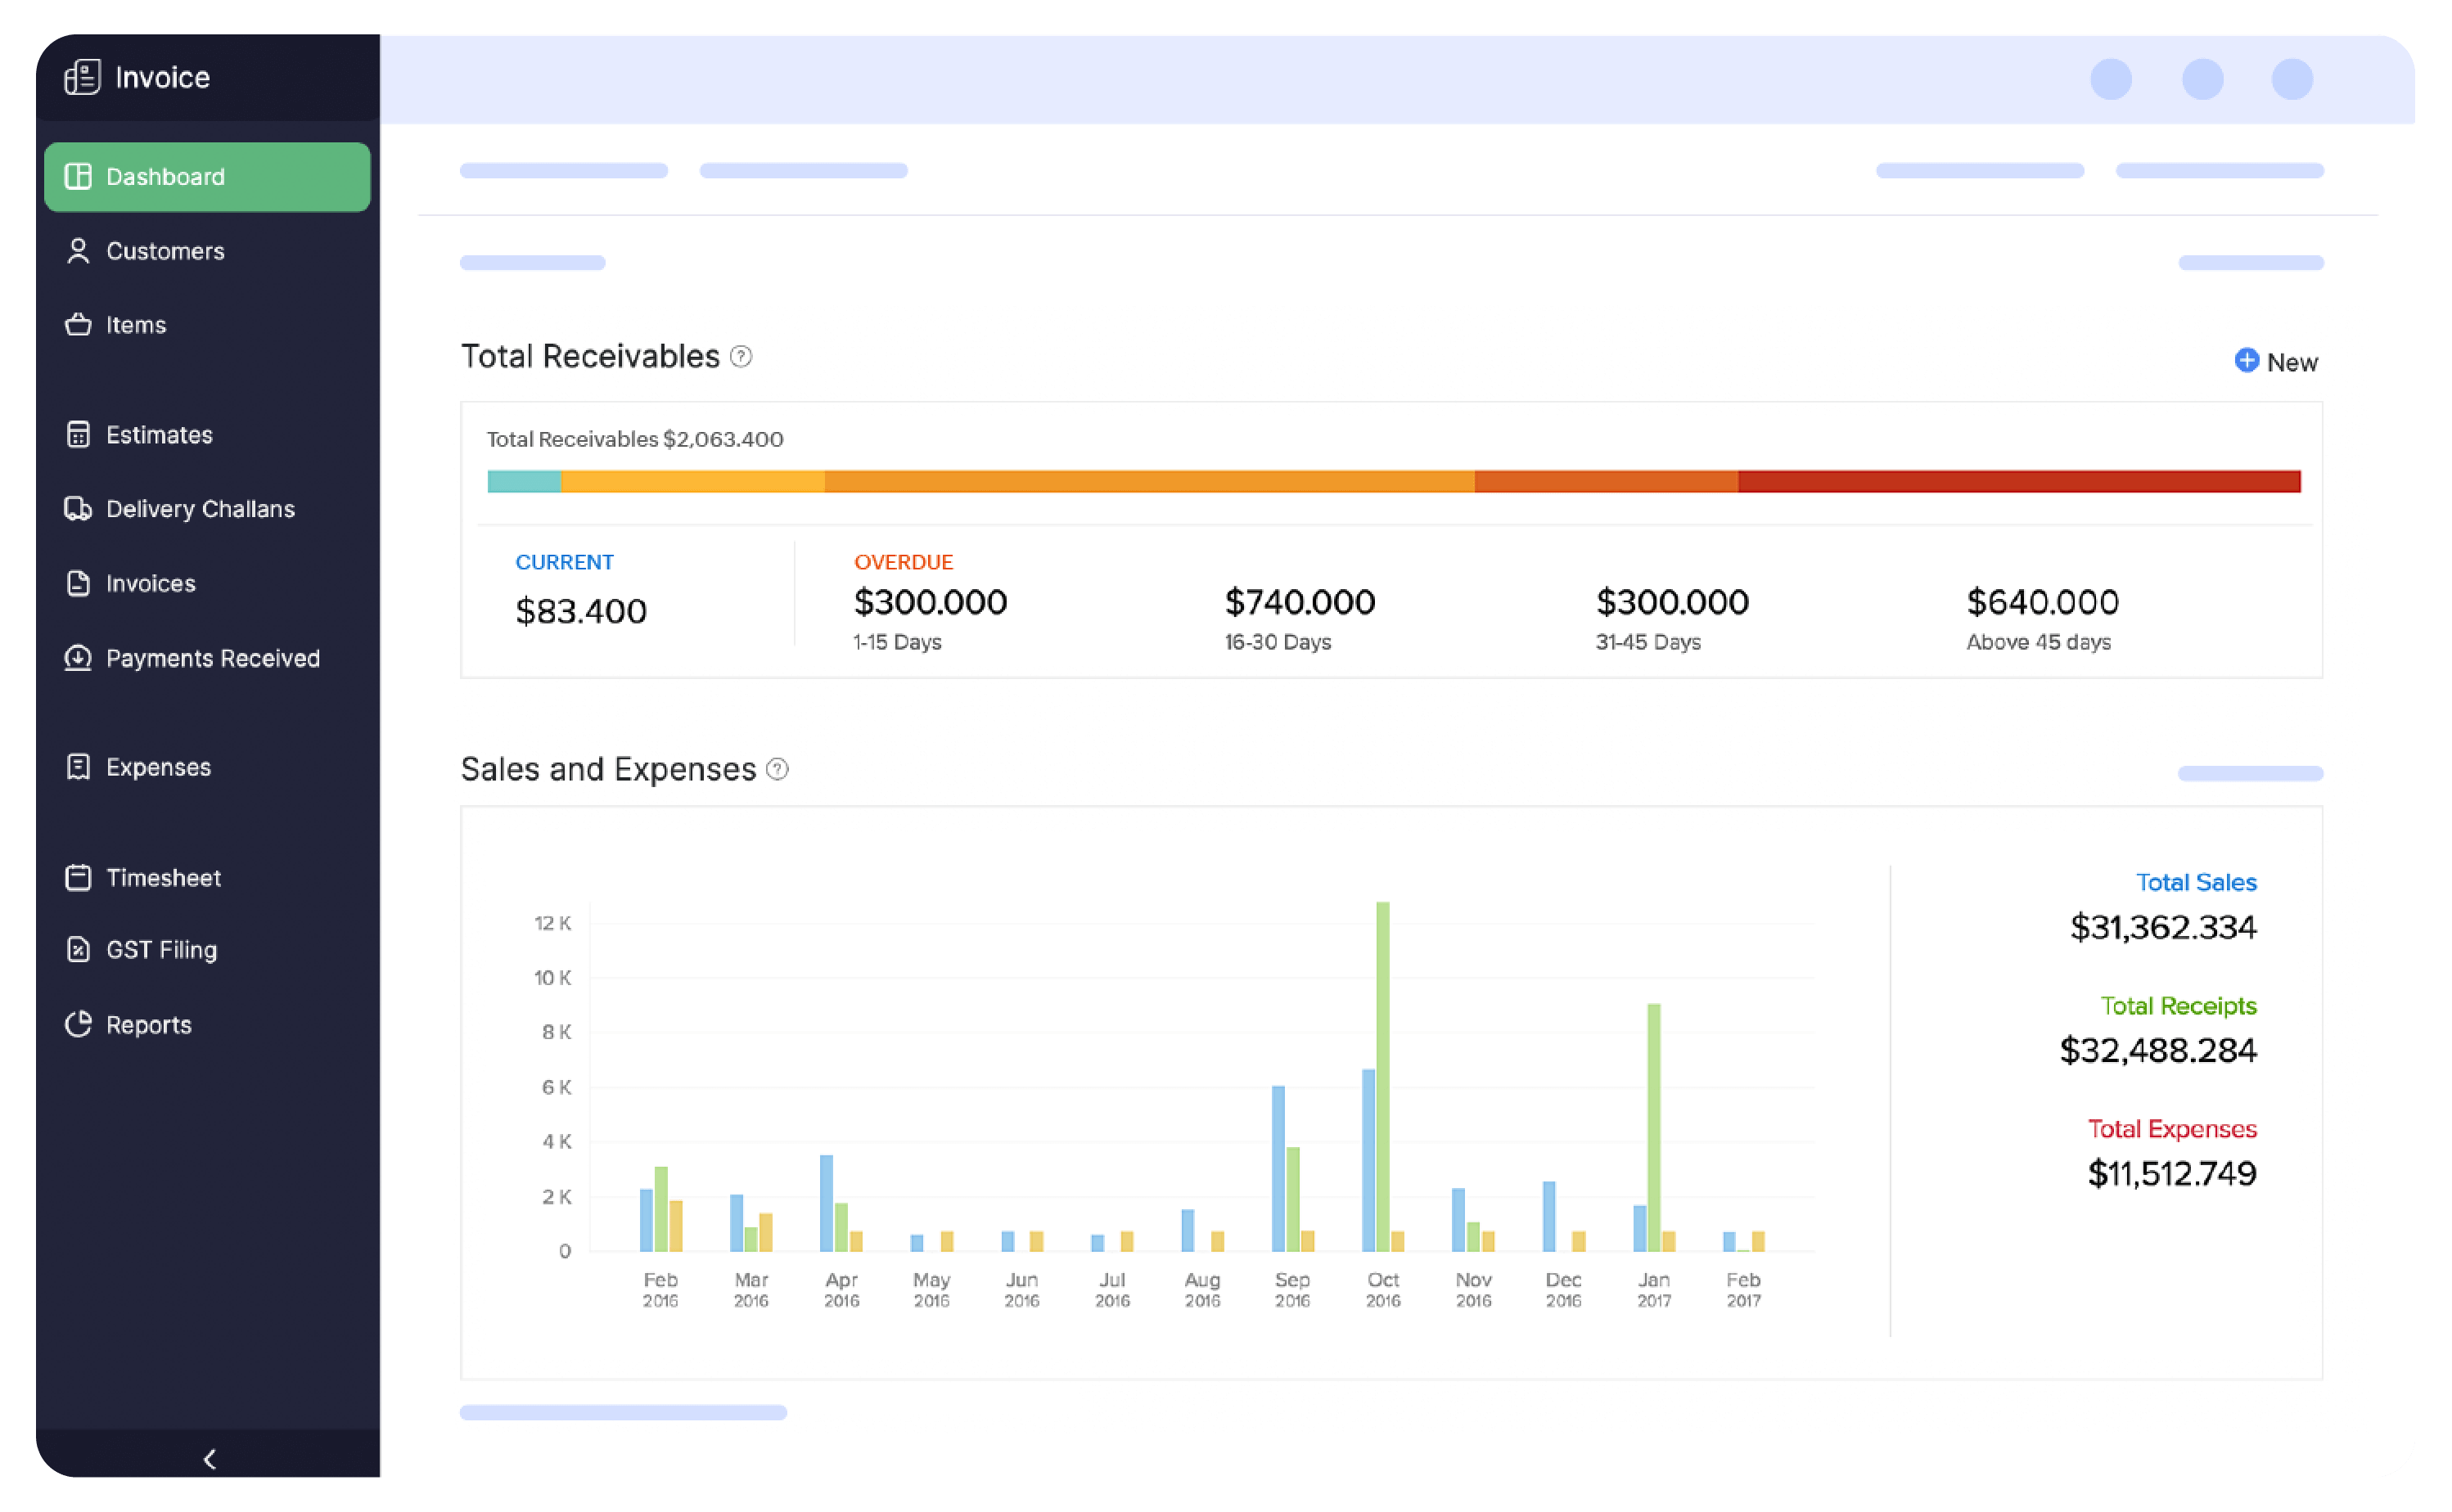 Invoice
Dashboard
Customers
Items
Estimates
Delivery Challans
Invoices
Payments Received
Expenses
Timesheet
GST Filing
Reports
Total Receivables ?
New
Total Receivables $2,063.400
CURRENT
$83.400
OVERDUE
$300.000
1-15 Days
$740.000
16-30 Days
$300.000
31-45 Days
$640.000
Above 45 days
Sales and Expenses ?
12 K
10 K
8 K
6 K
4 K
2 K
0
Feb 2016
Mar 2016
Apr 2016
May 2016
Jun 2016
Jul 2016
Aug 2016
Sep 2016
Oct 2016
Nov 2016
Dec 2016
Jan 2017
Feb 2017
Total Sales
$31,362.334
Total Receipts
$32,488.284
Total Expenses
$11,512.749